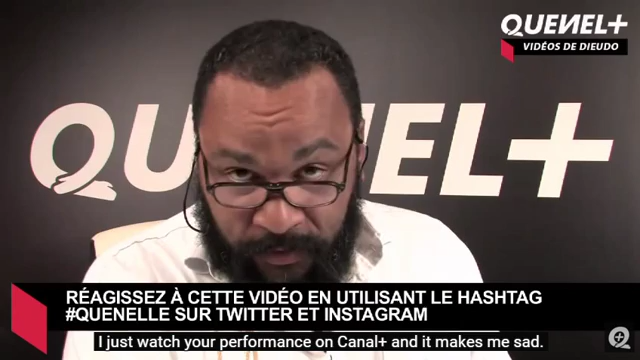 QUENEL+
VIDÉOS DE DIEUDO
QUENEL+
RÉAGISSEZ À CETTE VIDÉO EN UTILISANT LE HASHTAG
#QUENELLE SUR TWITTER ET INSTAGRAM
I just watch your performance on Canal+ and it makes me sad.